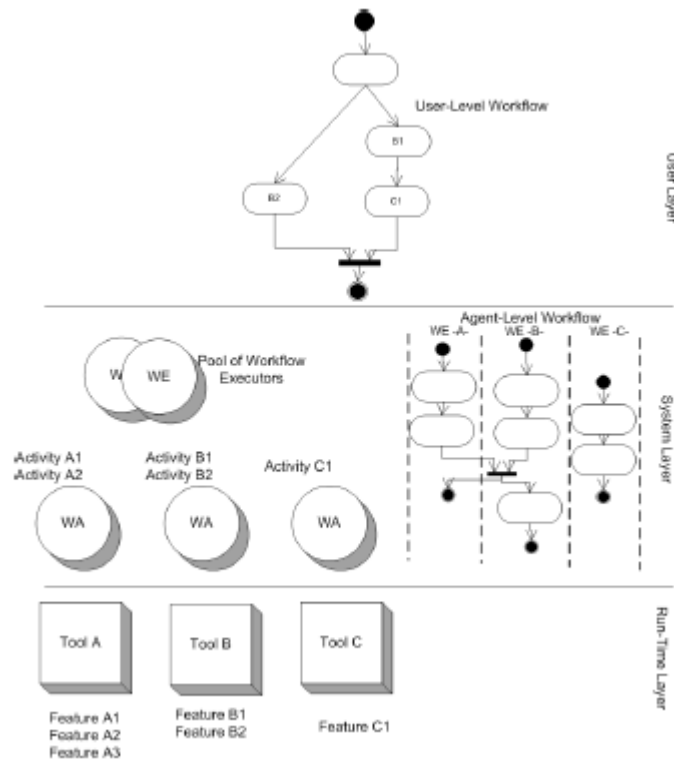 User-Level Workflow
B1
B2
C1
User Layer
Agent-Level Workflow
WE -A-
WE -B-
WE -C-
W
WE
Pool of Workflow
Executors
System Layer
Activity A1
Activity A2
Activity B1
Activity B2
Activity C1
WA
WA
WA
Run-Time Layer
Tool A
Tool B
Tool C
Feature A1
Feature A2
Feature A3
Feature B1
Feature B2
Feature C1